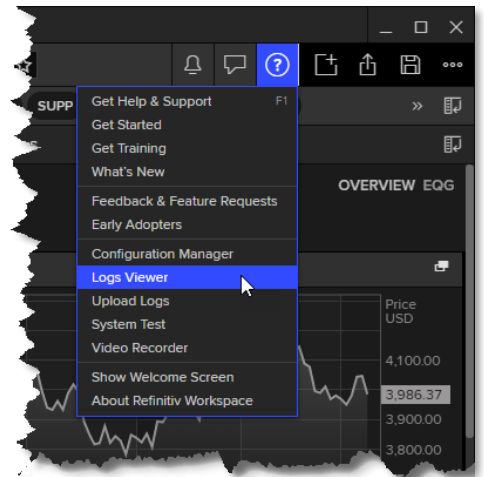 SUPP
Get Help & Support F1
Get Started
Get Training
What's New
OVERVIEW EQG
Feedback & Feature Requests
Early Adopters
Configuration Manager
Logs Viewer
Upload Logs
System Test
Video Recorder
Show Welcome Screen
About Refinitiv Workspace
Price
USD
4,100.00
3,986.37
3,900.00
3,800.00